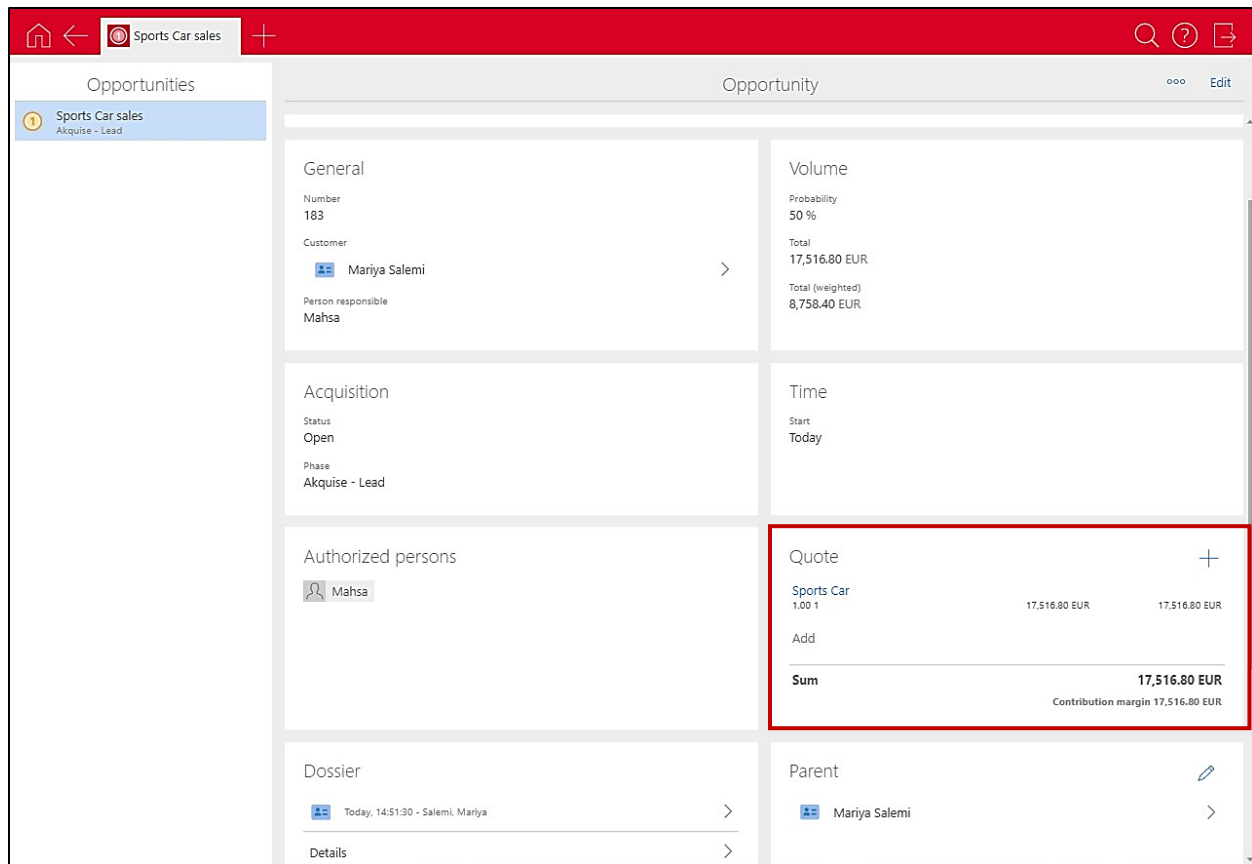 Sports Car sales
Opportunities
Sports Car sales
Akquise - Lead
Opportunity
Edit
General
Number
183
Customer
Mariya Salemi
Person responsible
Mahsa
Volume
Probability
50 %
Total
17,516.80 EUR
Total (weighted)
8,758.40 EUR
Acquisition
Status
Open
Phase
Akquise - Lead
Time
Start
Today
Authorized persons
Mahsa
Quote
Sports Car
1.00 1 17,516.80 EUR 17,516.80 EUR
Add
Sum 17,516.80 EUR
Contribution margin 17,516.80 EUR
Dossier
Today, 14:51:30 - Salemi, Mariya
Details
Parent
Mariya Salemi